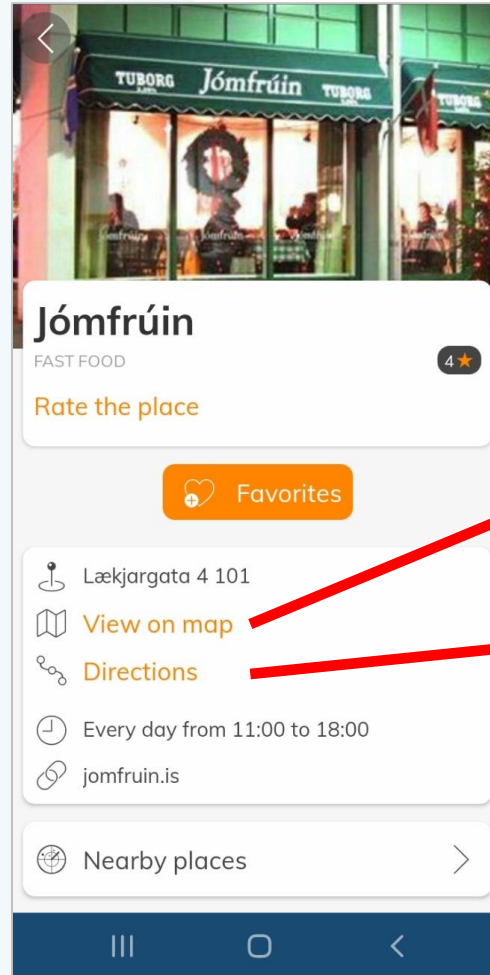 TUBORG Jómfrúin TUBORG TUBORG
Jómfrúin
FAST FOOD
4★
Rate the place
Favorites
Lækjargata 4 101
View on map
Directions
Every day from 11:00 to 18:00
jomfruin.is
Nearby places